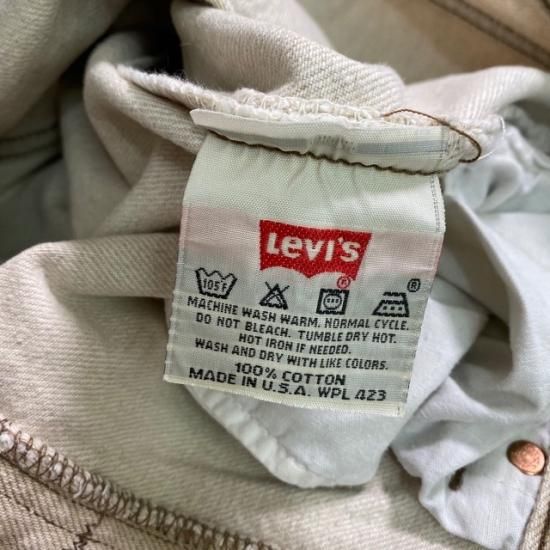 Levi's
®
105F
®
MACHINE WASH WARM. NORMAL CYCLE.
DO NOT BLEACH. TUMBLE DRY HOT.
HOT IRON IF NEEDED.
WASH AND DRY WITH LIKE COLORS.
100% COTTON
MADE IN U.S.A. WPL 423